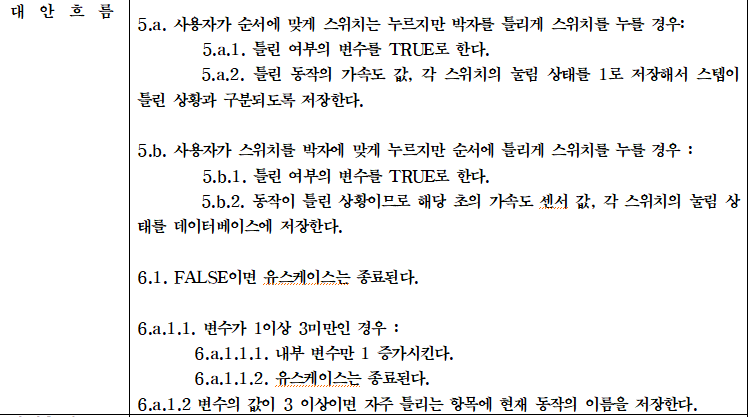 대 안 흐 름
5.a. 사용자가 순서에 맞게 스위치는 누르지만 박자를 틀리게 스위치를 누를 경우:
5.a.1. 틀린 여부의 변수를 TRUE로 한다.
5.a.2. 틀린 동작의 가속도 값, 각 스위치의 눌림 상태를 1로 저장해서 스텝이
틀린 상황과 구분되도록 저장한다.
5.b. 사용자가 스위치를 박자에 맞게 누르지만 순서에 틀리게 스위치를 누를 경우 :
5.b.1. 틀린 여부의 변수를 TRUE로 한다.
5.b.2. 동작이 틀린 상황이므로 해당 초의 가속도 센서 값, 각 스위치의 눌림 상
태를 데이터베이스에 저장한다.
6.1. FALSE이면 유스케이스는 종료된다.
6.a.1.1. 변수가 1이상 3미만인 경우 :
6.a.1.1.1. 내부 변수만 1 증가시킨다.
6.a.1.1.2. 유스케이스는 종료된다.
6.a.1.2 변수의 값이 3 이상이면 자주 틀리는 항목에 현재 동작의 이름을 저장한다.